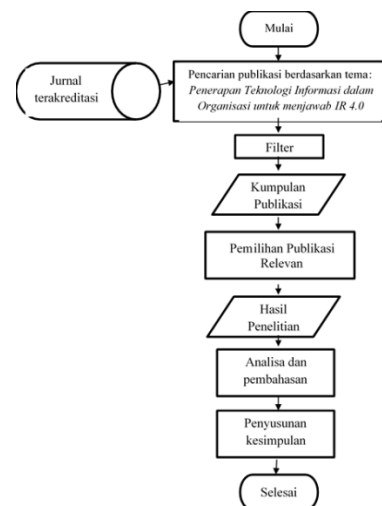 Mulai
Jurnal
terakreditasi
Pencarian publikasi berdasarkan tema:
Penerapan Teknologi Informasi dalam
Organisasi untuk menjawab IR 4.0
Filter
Kumpulan
Publikasi
Pemilihan Publikasi
Relevan
Hasil
Penelitian
Analisa dan
pembahasan
Penyusunan
kesimpulan
Selesai